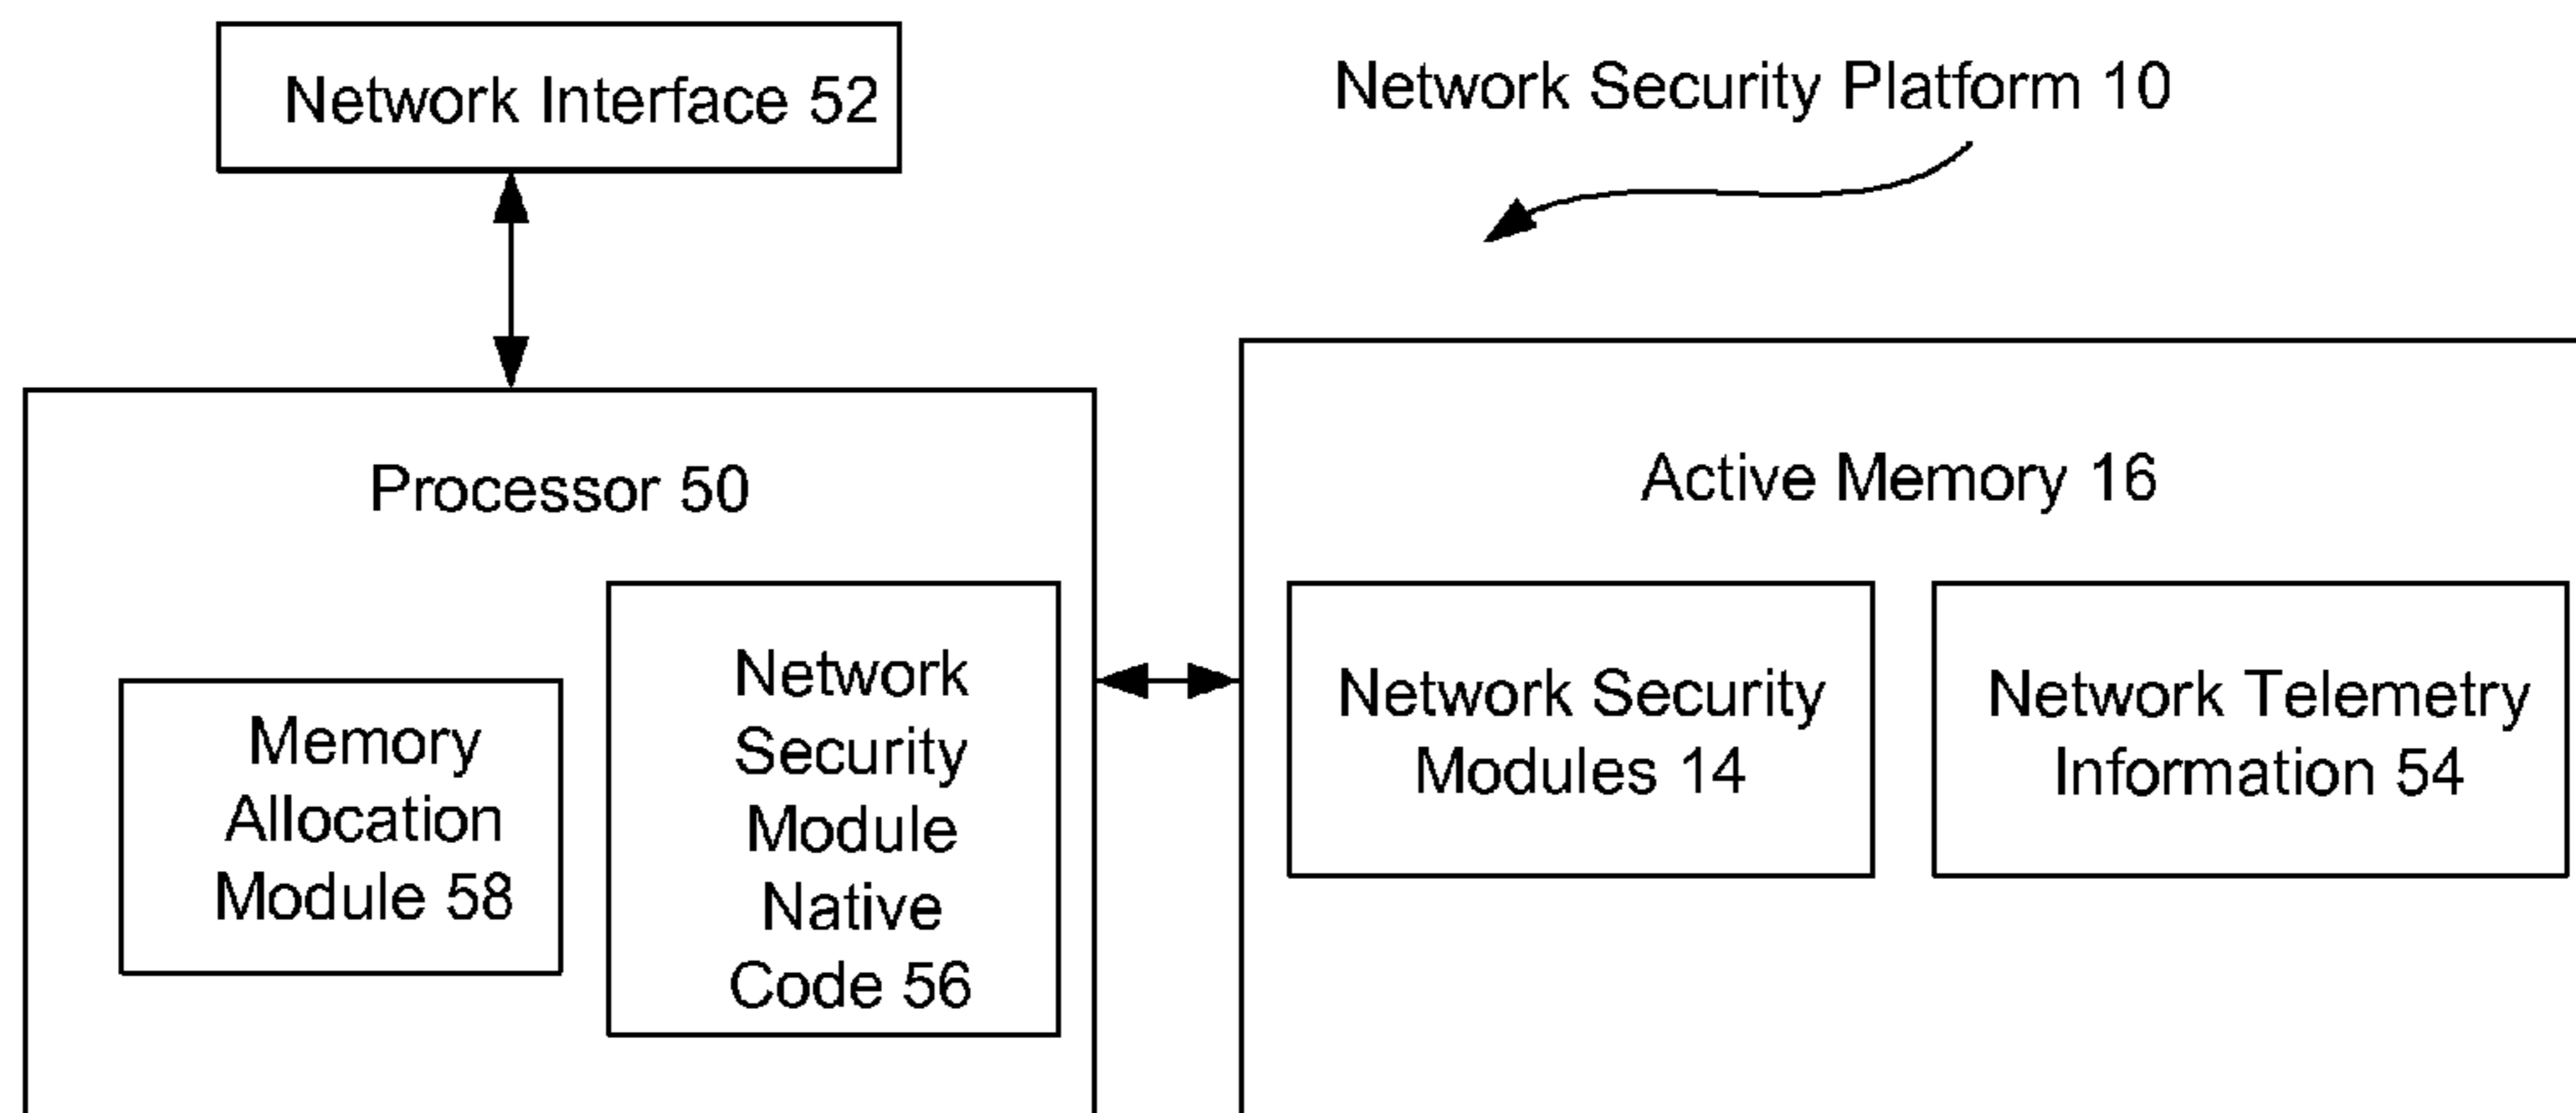 Network Interface 52
Network Security Platform 10
Processor 50
Memory
Allocation
Module 58
Network
Security
Module
Native
Code 56
Active Memory 16
Network Security
Modules 14
Network Telemetry
Information 54